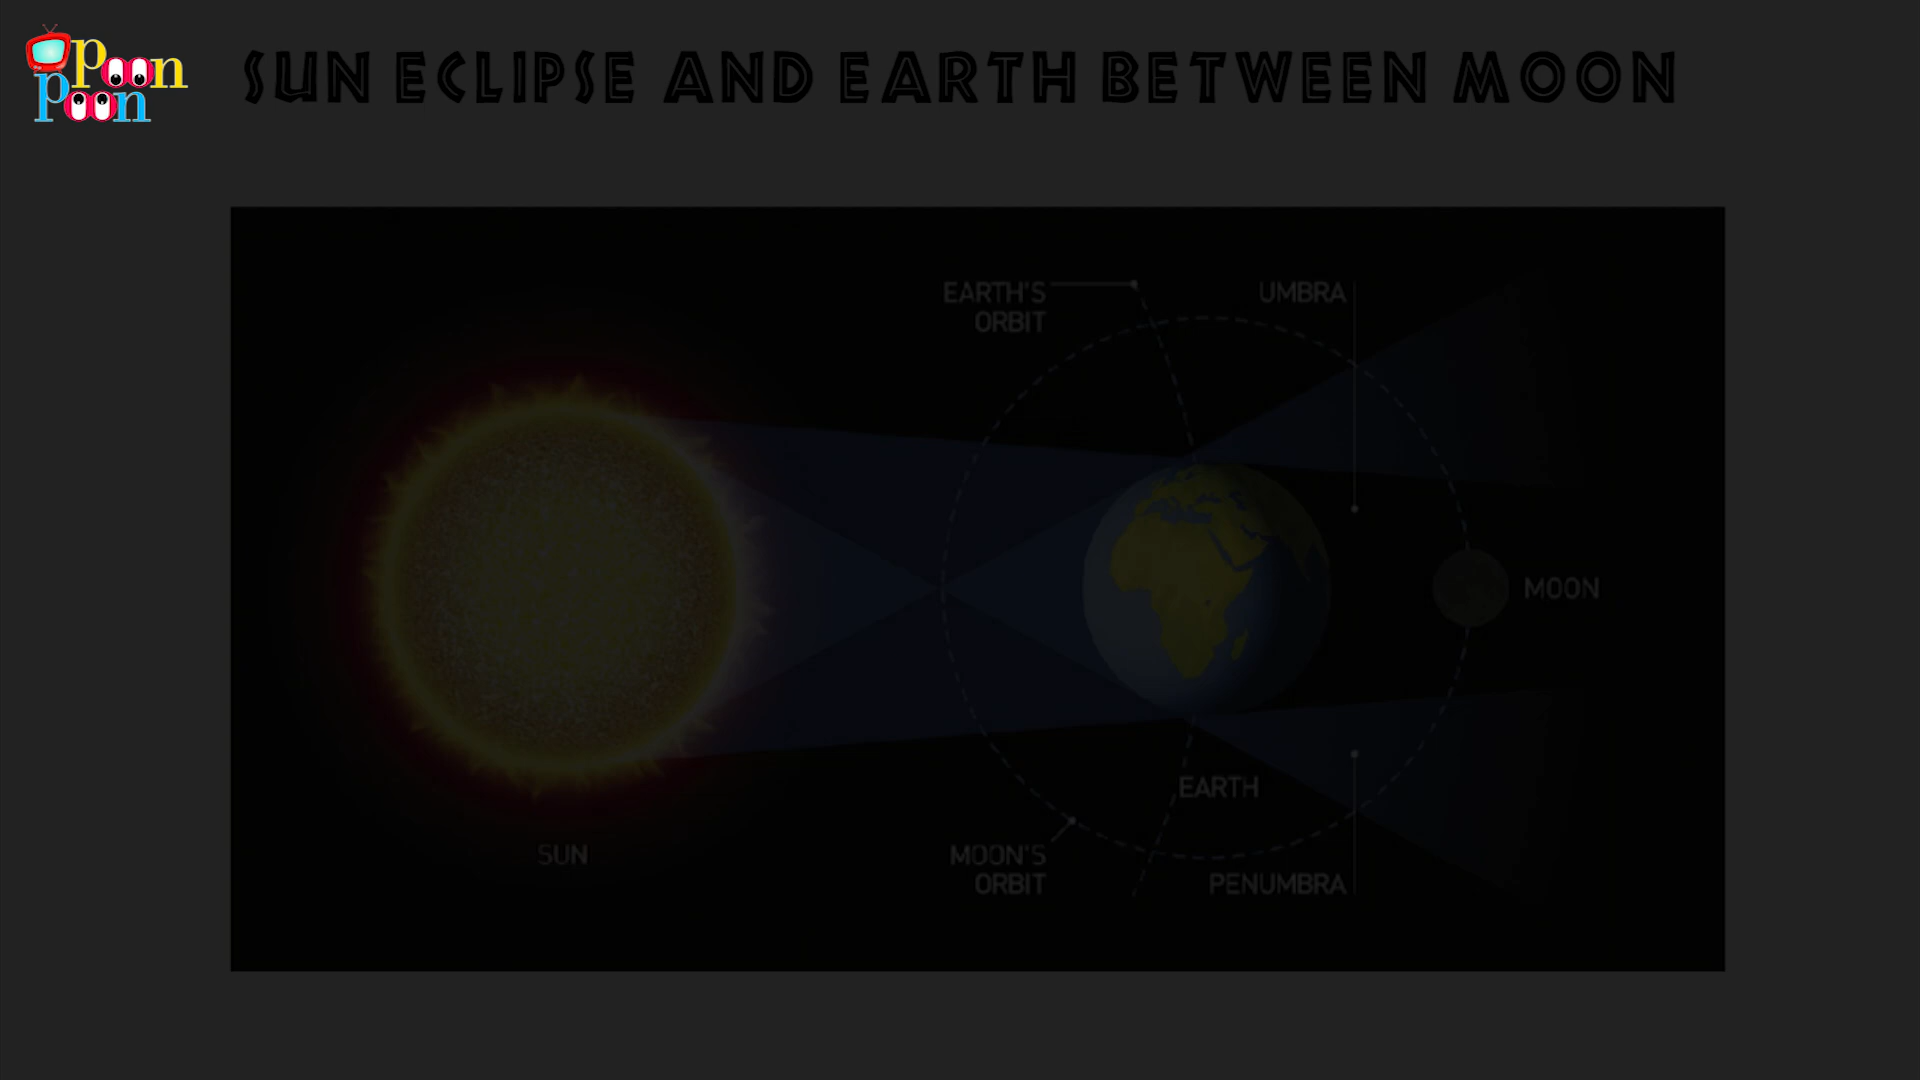 poon
poon
SUN ECLIPSE AND EARTH BETWEEN MOON
EARTH'S
ORBIT
UMBRA
MOON
EARTH
SUN
MOON'S
ORBIT
PENUMBRA